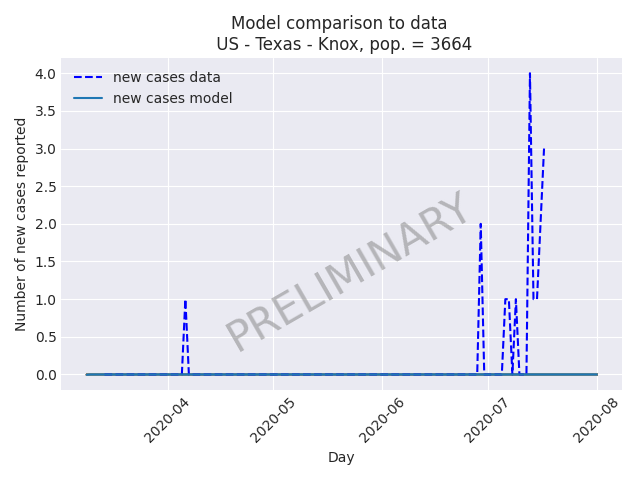 Model comparison to data
US - Texas - Knox, pop. = 3664
new cases data
new cases model
Number of new cases reported
4.0
3.5
3.0
2.5
2.0
1.5
1.0
0.5
0.0
PRELIMINARY
2020-04
2020-05
2020-06
2020-07
2020-08
Day